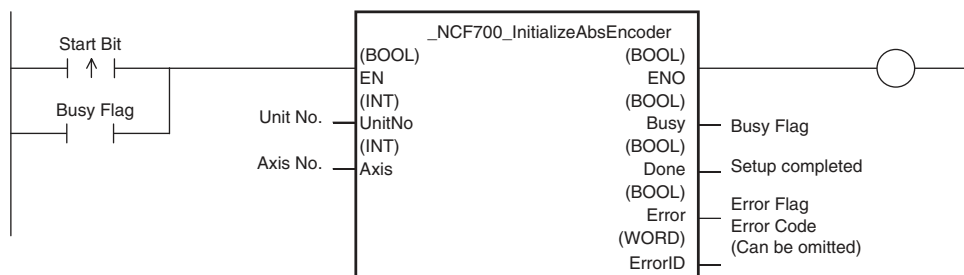 _NCF700_InitializeAbsEncoder
Start Bit
(BOOL)
(BOOL)
EN
ENO
Busy Flag
(INT)
(BOOL)
Unit No.
UnitNo
Busy
Busy Flag
(INT)
(BOOL)
Axis No.
Axis
Done
Setup completed
(BOOL)
Error
Error Flag
(WORD)
Error Code
(Can be omitted)
ErrorID